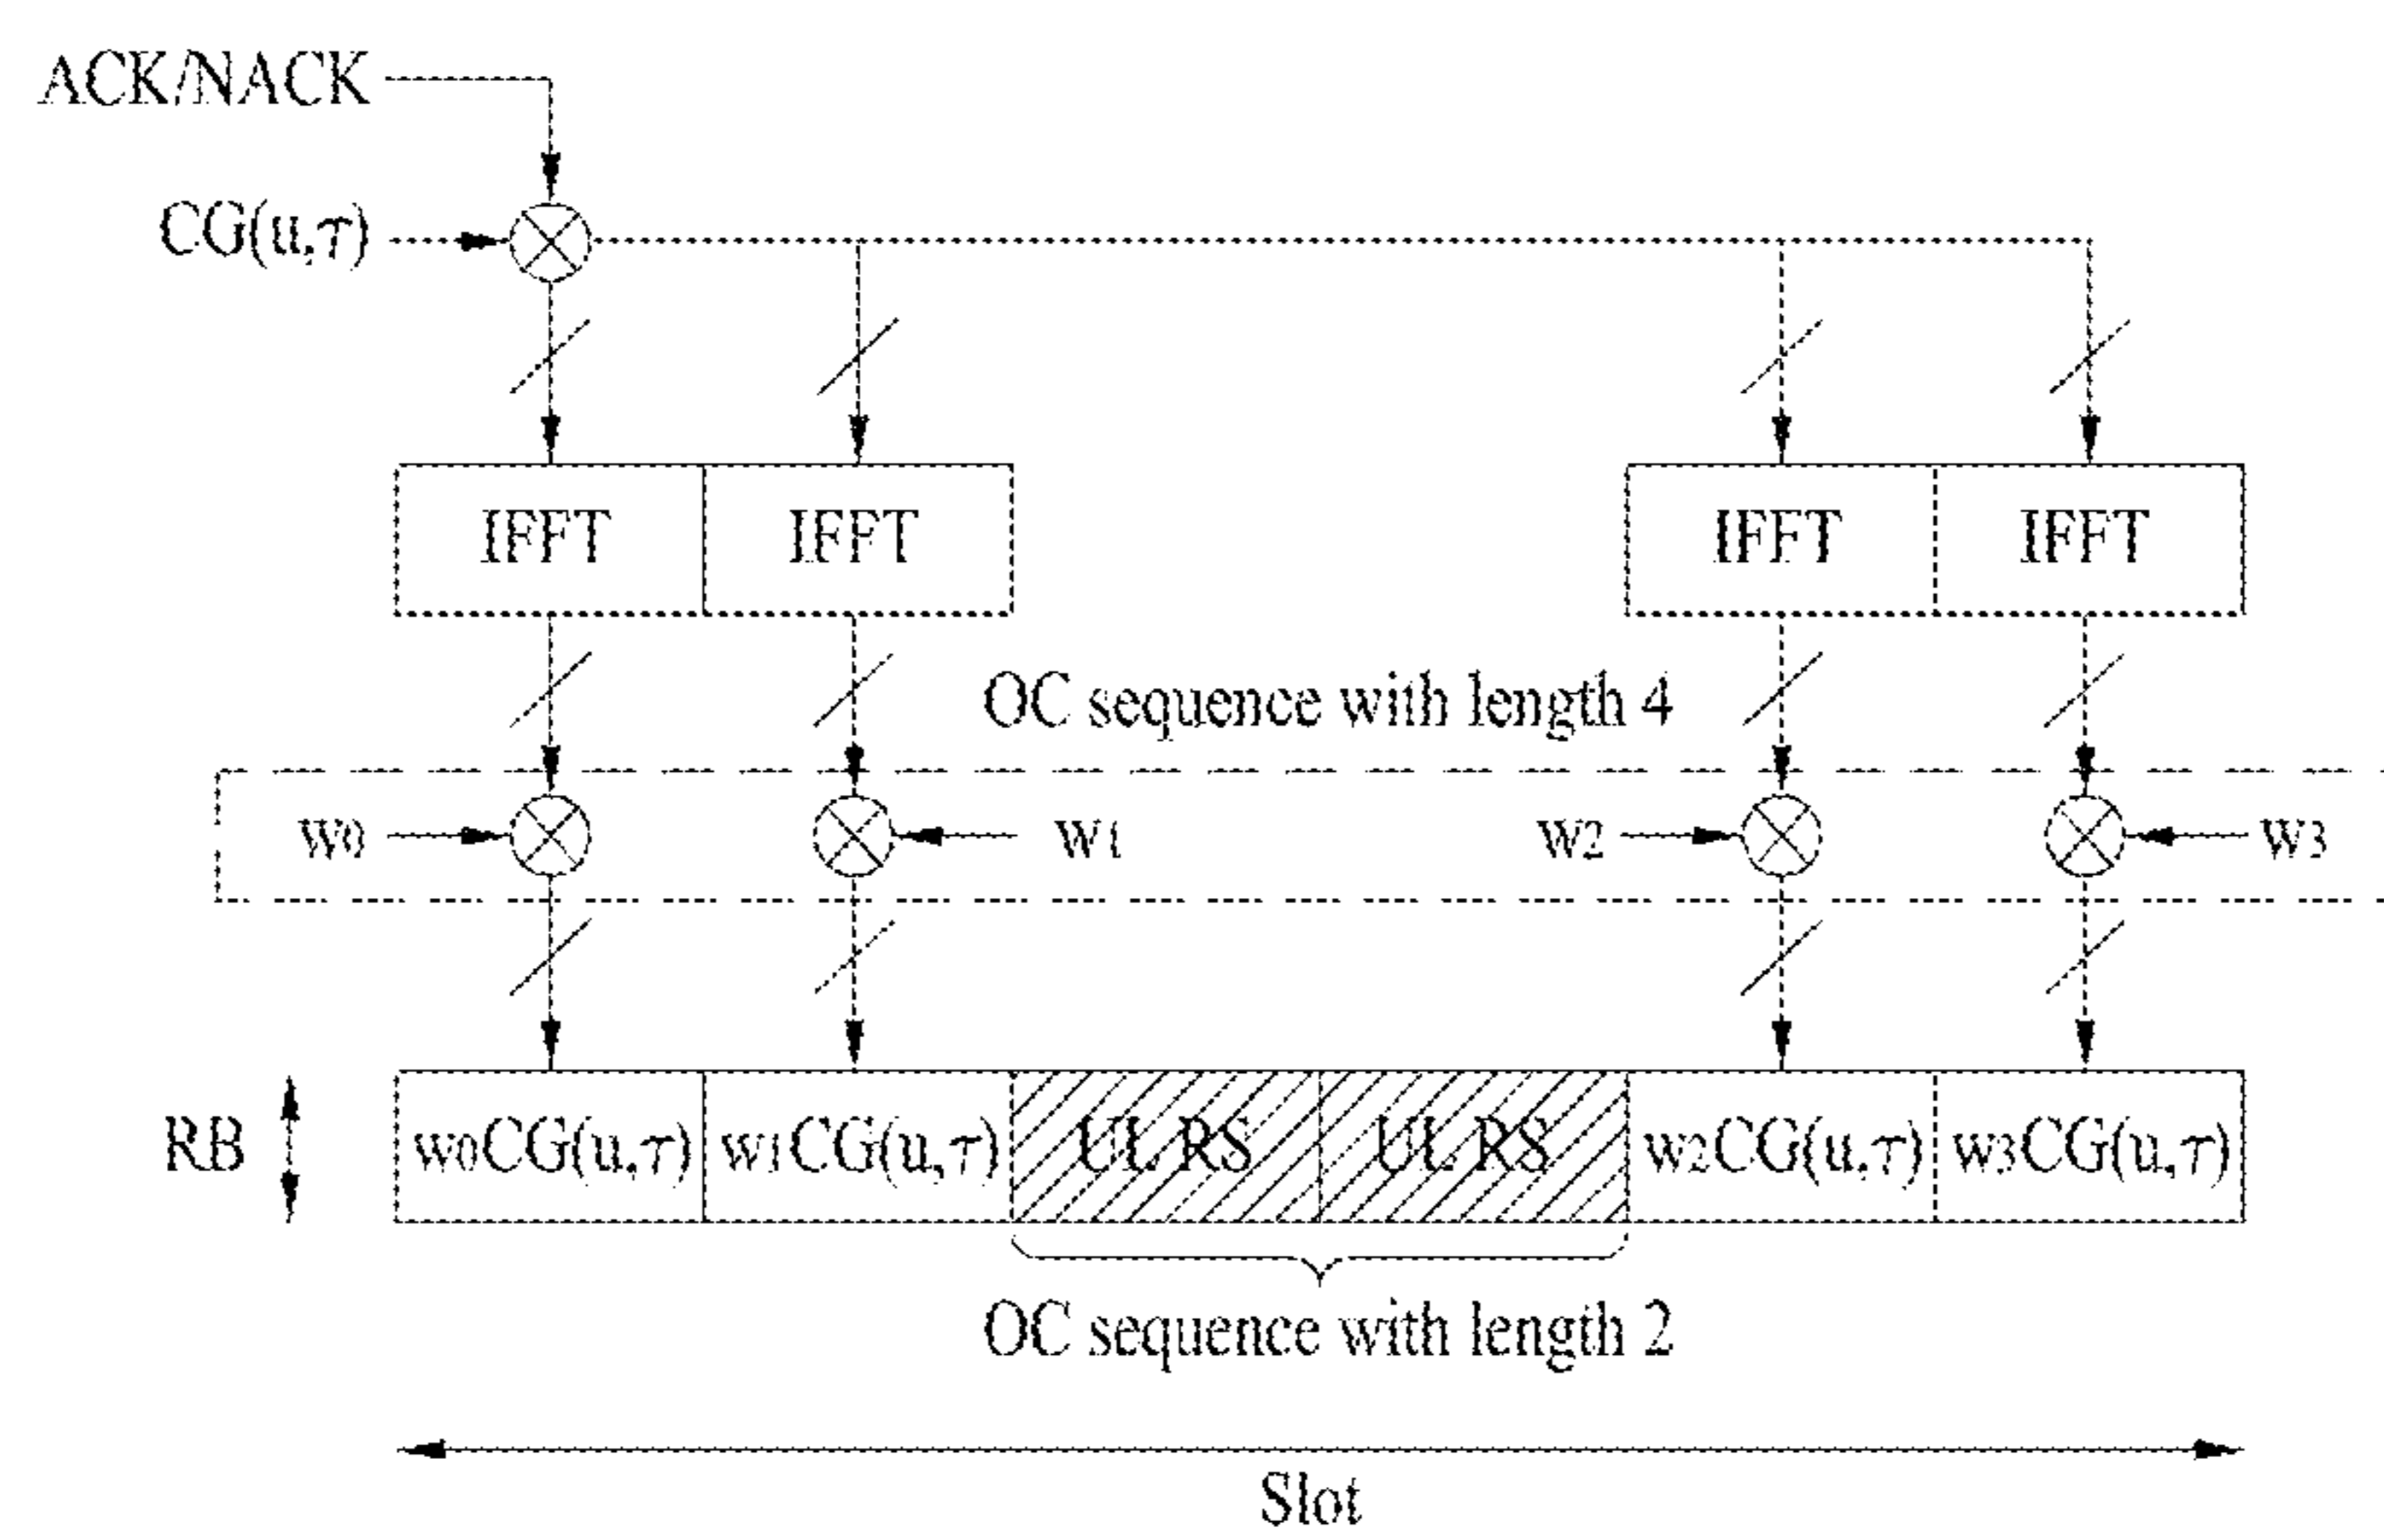 ACK/NACK
CG(u,τ)
IFFT IFFT IFFT IFFT
OC sequence with length 4
w0 w1 w2 w3
RB w0CG(u,τ) w1CG(u,τ) UL RS UL RS w2CG(u,τ) w3CG(u,τ)
OC sequence with length 2
Slot